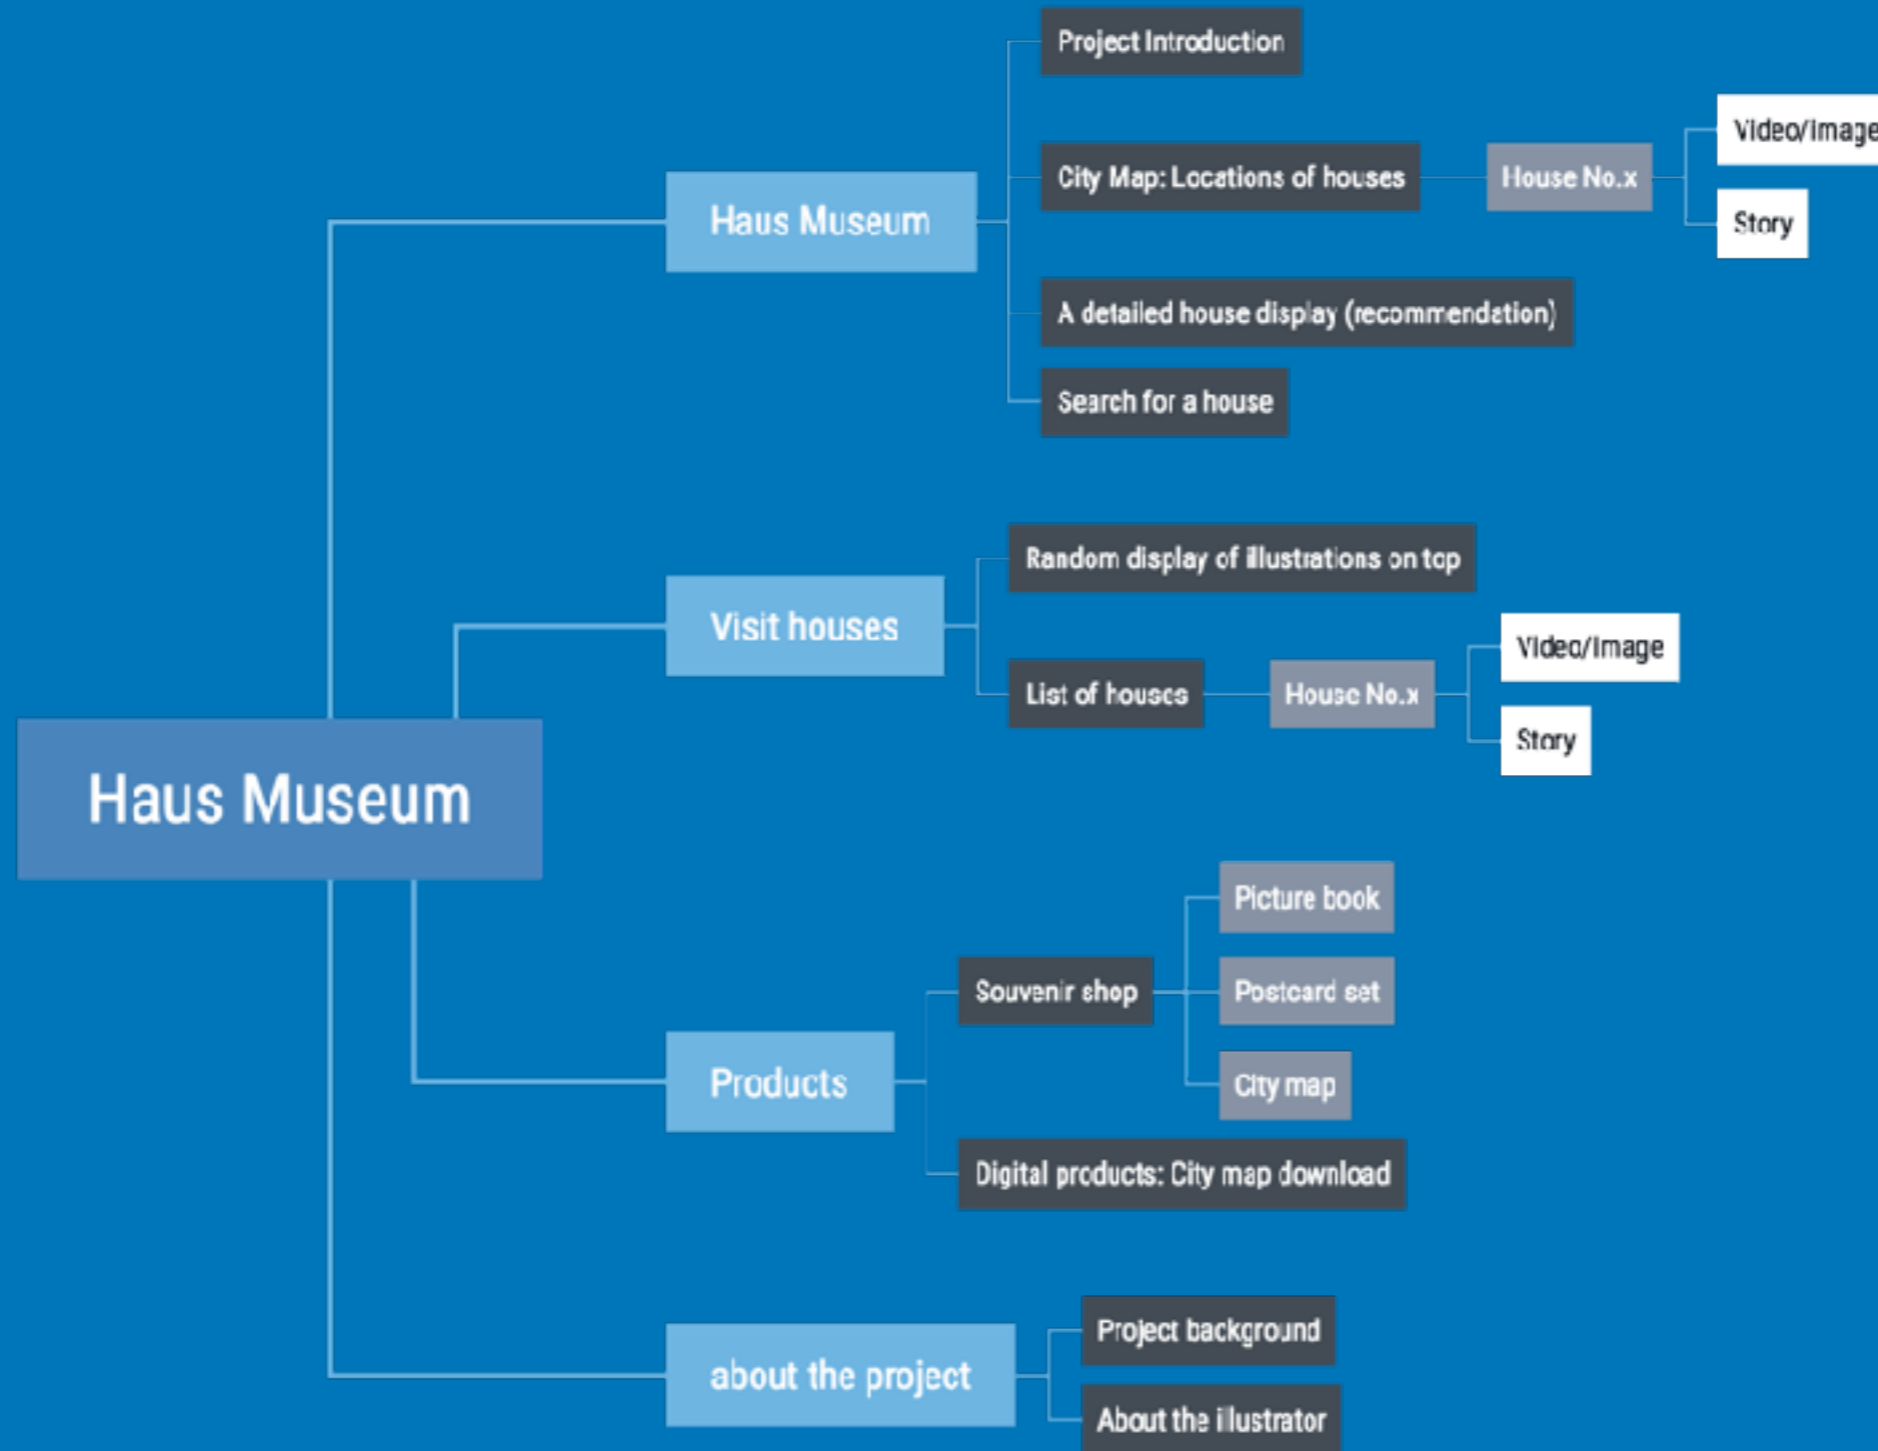 Project Introduction
Video/Image
City Map: Locations of houses
House No.x
Haus Museum
Story
A detailed house display (recommendation)
Search for a house
Random display of illustrations on top
Visit houses
Video/Image
List of houses
House No.x
Story
Haus Museum
Picture book
Souvenir shop
Postcard set
Products
City map
Digital products: City map download
Project background
about the project
About the illustrator